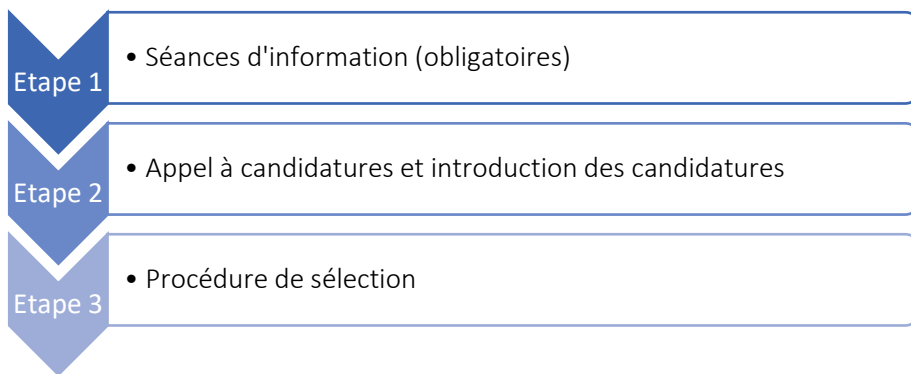 Etape 1
• Séances d'information (obligatoires)
Etape 2
• Appel à candidatures et introduction des candidatures
Etape 3
• Procédure de sélection